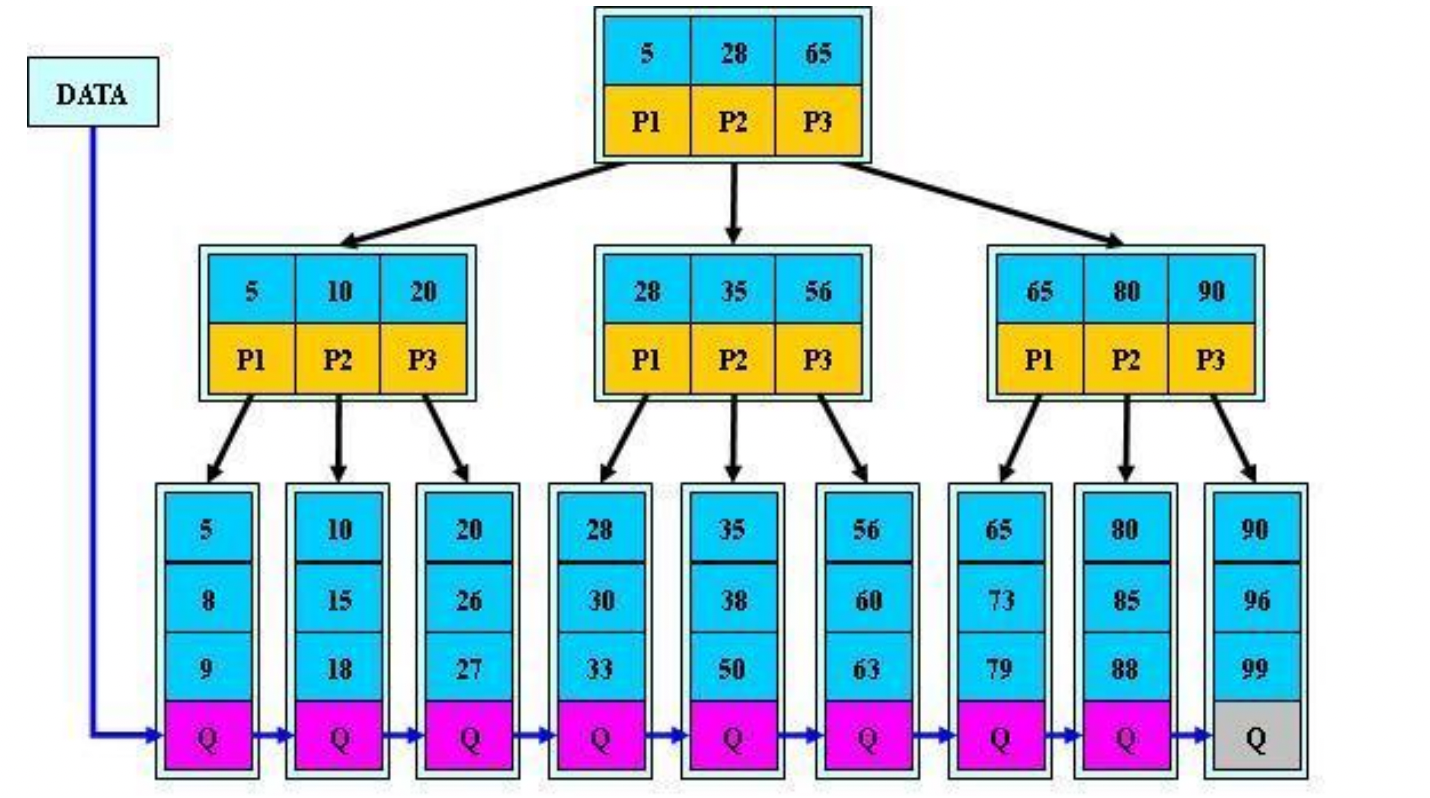 5 28 65
DATA
P1 P2 P3
5 10 20 28 35 56 65 80 90
P1 P2 P3 P1 P2 P3 P1 P2 P3
5 10 20 28 35 56 65 80 90
8 15 26 30 38 60 73 85 96
9 18 27 33 50 63 79 88 99
Q Q Q Q Q Q Q Q Q